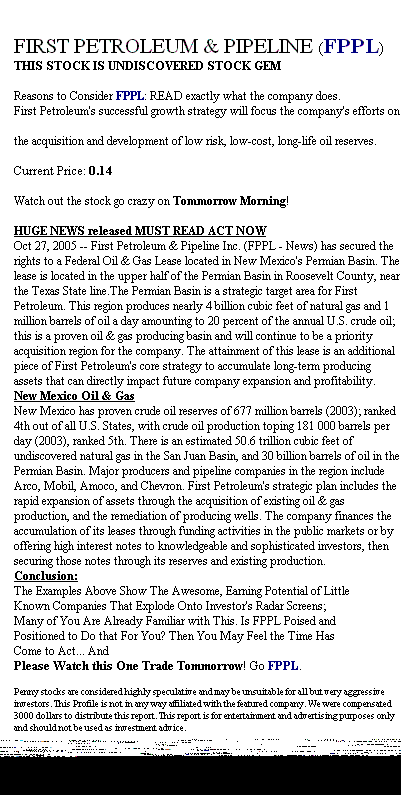 FIRST PETROLEUM & PIPELINE (FPPL)
THIS STOCK IS UNDISCOVERED STOCK GEM
Reasons to Consider FPPL: READ exactly what the company does.
First Petroleum's successful growth strategy will focus the company's efforts on
the acquisition and development of low risk, low-cost, long-life oil reserves.
Current Price: 0.14
Watch out the stock go crazy on Tommorrow Morning!
HUGE NEWS released MUST READ ACT NOW
Oct 27, 2005 -- First Petroleum & Pipeline Inc. (FPPL - News) has secured the
rights to a Federal Oil & Gas Lease located in New Mexico's Permian Basin. The
lease is located in the upper half of the Permian Basin in Roosevelt County, near
the Texas State line.The Permian Basin is a strategic target area for First
Petroleum. This region produces nearly 4 billion cubic feet of natural gas and 1
million barrels of oil a day amounting to 20 percent of the annual U.S. crude oil;
this is a proven oil & gas producing basin and will continue to be a priority
acquisition region for the company. The attainment of this lease is an additional
piece of First Petroleum's core strategy to accumulate long-term producing
assets that can directly impact future company expansion and profitability.
New Mexico Oil & Gas
New Mexico has proven crude oil reserves of 677 million barrels (2003); ranked
4th out of all U.S. States, with crude oil production toping 181 000 barrels per
day (2003), ranked 5th. There is an estimated 50.6 trillion cubic feet of
undiscovered natural gas in the San Juan Basin, and 30 billion barrels of oil in the
Permian Basin. Major producers and pipeline companies in the region include
Arco, Mobil, Amoco, and Chevron. First Petroleum's strategic plan includes the
rapid expansion of assets through the acquisition of existing oil & gas
production, and the remediation of producing wells. The company finances the
accumulation of its leases through funding activities in the public markets or by
offering high interest notes to knowledgeable and sophisticated investors, then
securing those notes through its reserves and existing production.
Conclusion:
The Examples Above Show The Awesome, Earning Potential of Little
Known Companies That Explode Onto Investor's Radar Screens;
Many of You Are Already Familiar with This. Is FPPL Poised and
Positioned to Do that For You? Then You May Feel the Time Has
Come to Act... And
Please Watch this One Trade Tommorrow! Go FPPL.
Penny stocks are considered highly speculative and may be unsuitable for all but very aggressive
investors. This Profile is not in any way affiliated with the featured company. We were compensated
3000 dollars to distribute this report. This report is for entertainment and advertising purposes only
and should not be used as investment advice.